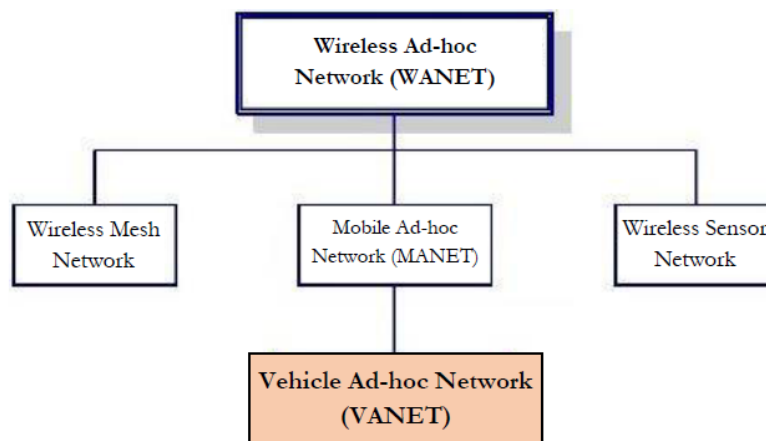 Wireless Ad-hoc
Network (WANET)
Wireless Mesh
Network
Mobile Ad-hoc
Network (MANET)
Wireless Sensor
Network
Vehicle Ad-hoc Network
(VANET)